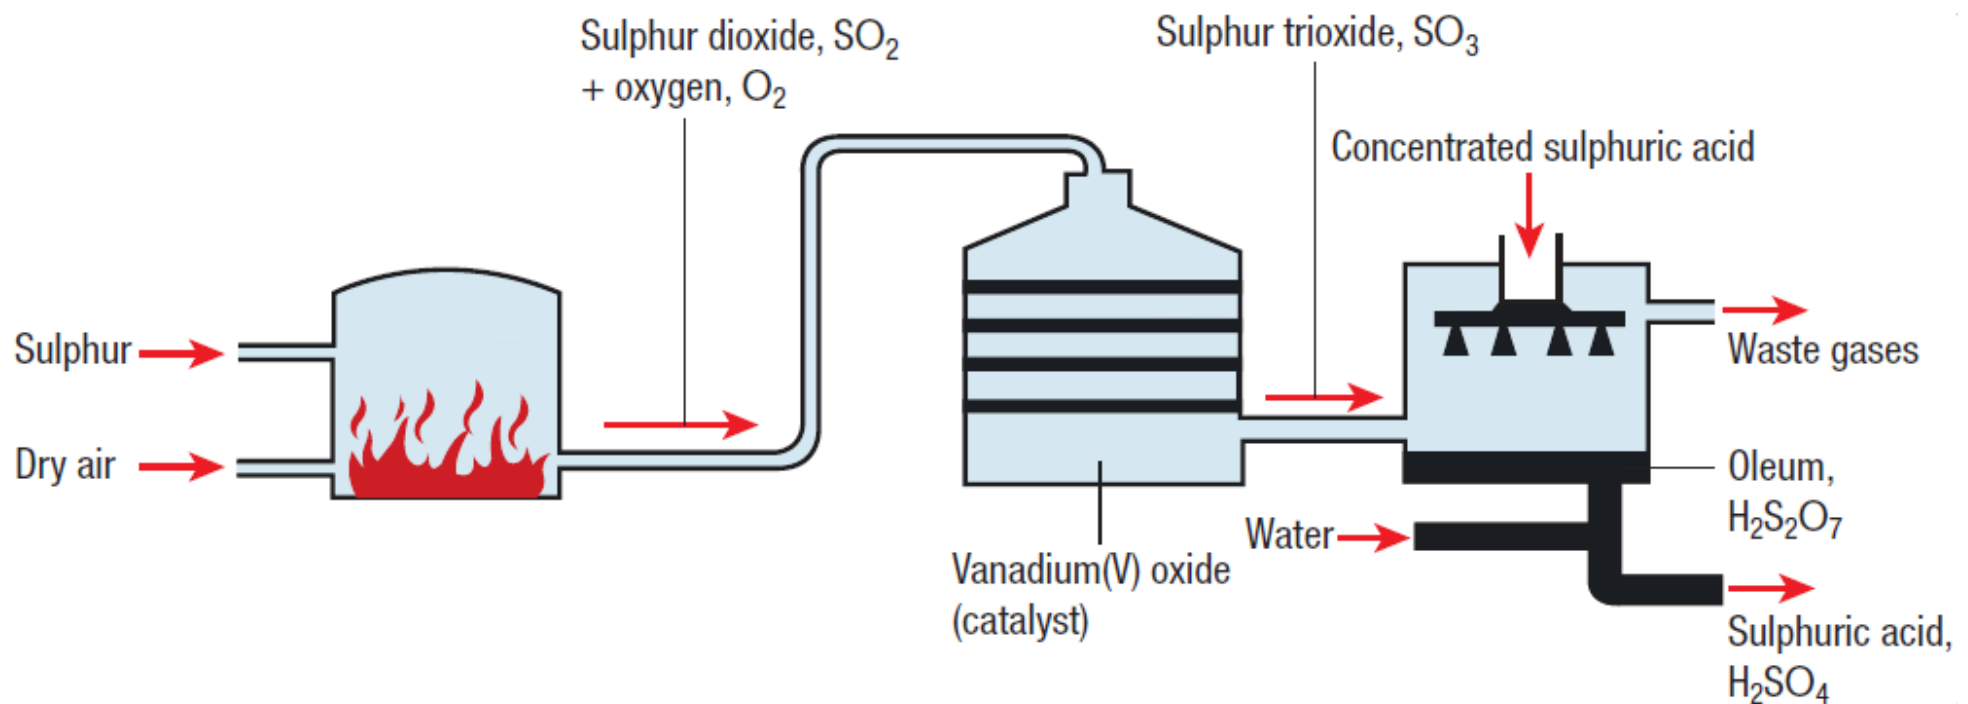 Sulphur dioxide, SO₂
+ oxygen, O₂
Sulphur trioxide, SO₃
Concentrated sulphuric acid
Sulphur
Dry air
Waste gases
Oleum,
H₂S₂O₇
Water
Vanadium(V) oxide
(catalyst)
Sulphuric acid,
H₂SO₄